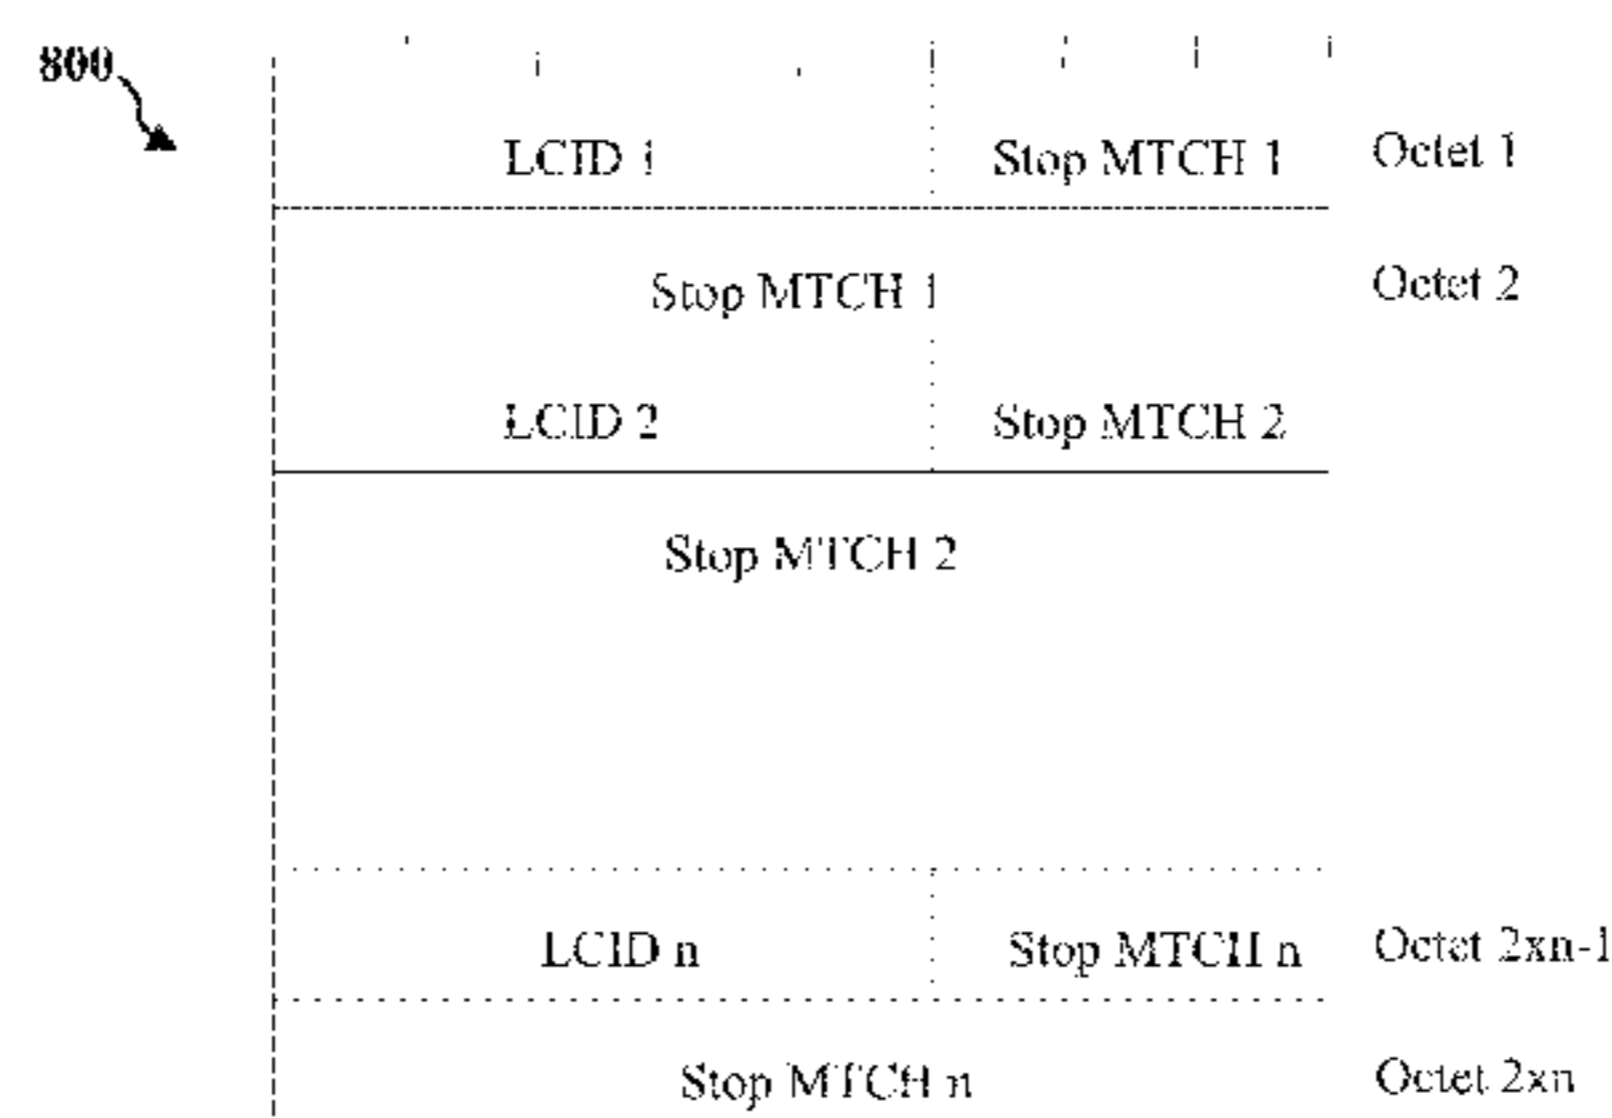 800
LCID 1 Stop MTCH 1 Octet 1
Stop MTCH 1 Octet 2
LCID 2 Stop MTCH 2
Stop MTCH 2
LCID n Stop MTCH n Octet 2xn-1
Stop MTCH n Octet 2xn